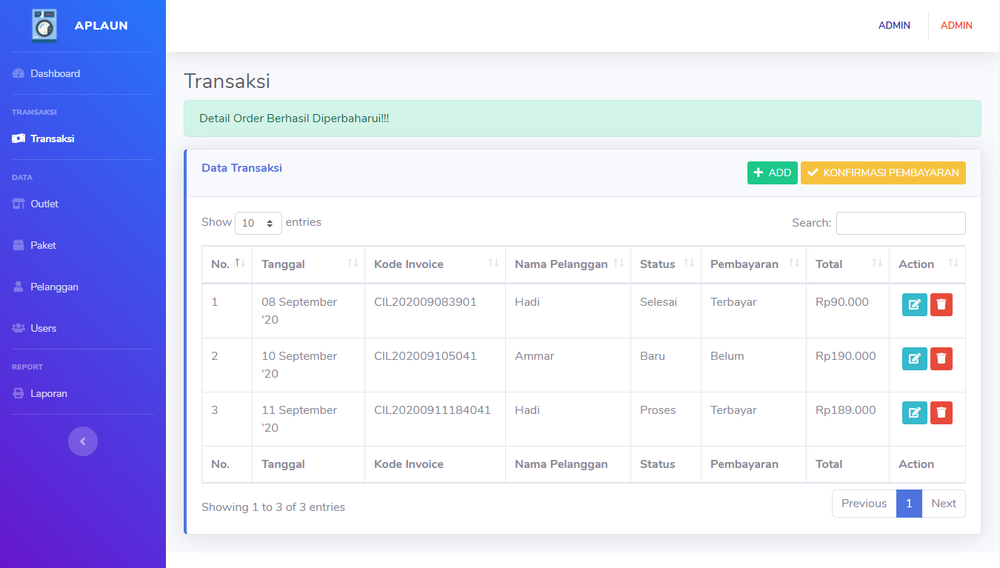 APLAUN
ADMIN ADMIN
Dashboard
TRANSAKSI
Transaksi
DATA
Outlet
Paket
Pelanggan
Users
REPORT
Laporan
Transaksi
Detail Order Berhasil Diperbaharui!!!
Data Transaksi
ADD KONFIRMASI PEMBAYARAN
Show 10 entries Search:
No. Tanggal Kode Invoice Nama Pelanggan Status Pembayaran Total Action
1 08 September CIL202009083901 Hadi Selesai Terbayar Rp90.000
'20
2 10 September CIL202009105041 Ammar Baru Belum Rp190.000
'20
3 11 September CIL20200911184041 Hadi Proses Terbayar Rp189.000
'20
No. Tanggal Kode Invoice Nama Pelanggan Status Pembayaran Total Action
Showing 1 to 3 of 3 entries Previous 1 Next